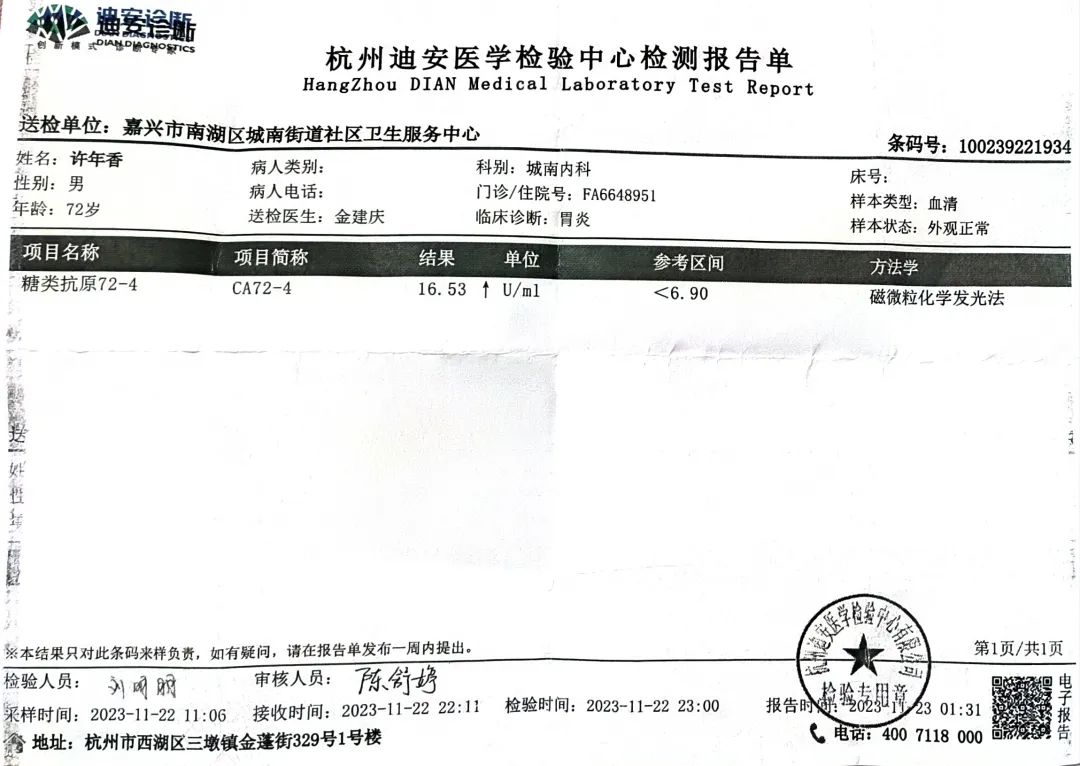 迪安诊断
DIAN DIAGNOSTICS
杭州迪安医学检验中心检测报告单
HangZhou DIAN Medical Laboratory Test Report
送检单位：嘉兴市南湖区城南街道社区卫生服务中心
条码号：100239221934
姓名：许年香 病人类别： 科别：城南内科 床号：
性别：男 病人电话： 门诊/住院号：FA6648951 样本类型：血清
年龄：72岁 送检医生：金建庆 临床诊断：胃炎 样本状态：外观正常
项目名称 项目简称 结果 单位 参考区间 方法学
糖类抗原72-4 CA72-4 16.53 ↑ U/ml <6.90 磁微粒化学发光法
※本结果只对此条码来样负责，如有疑问，请在报告单发布一周内提出。
第1页/共1页
杭州迪安医学检验中心有限公司
检验专用章
检验人员：刘明明 审核人员：陈舒婷
采样时间：2023-11-22 11:06 接收时间：2023-11-22 22:11 检验时间：2023-11-22 23:00 报告时间：2023-11-23 01:31
地址：杭州市西湖区三墩镇金蓬街329号1号楼 电话：400 7118 000
电子报告